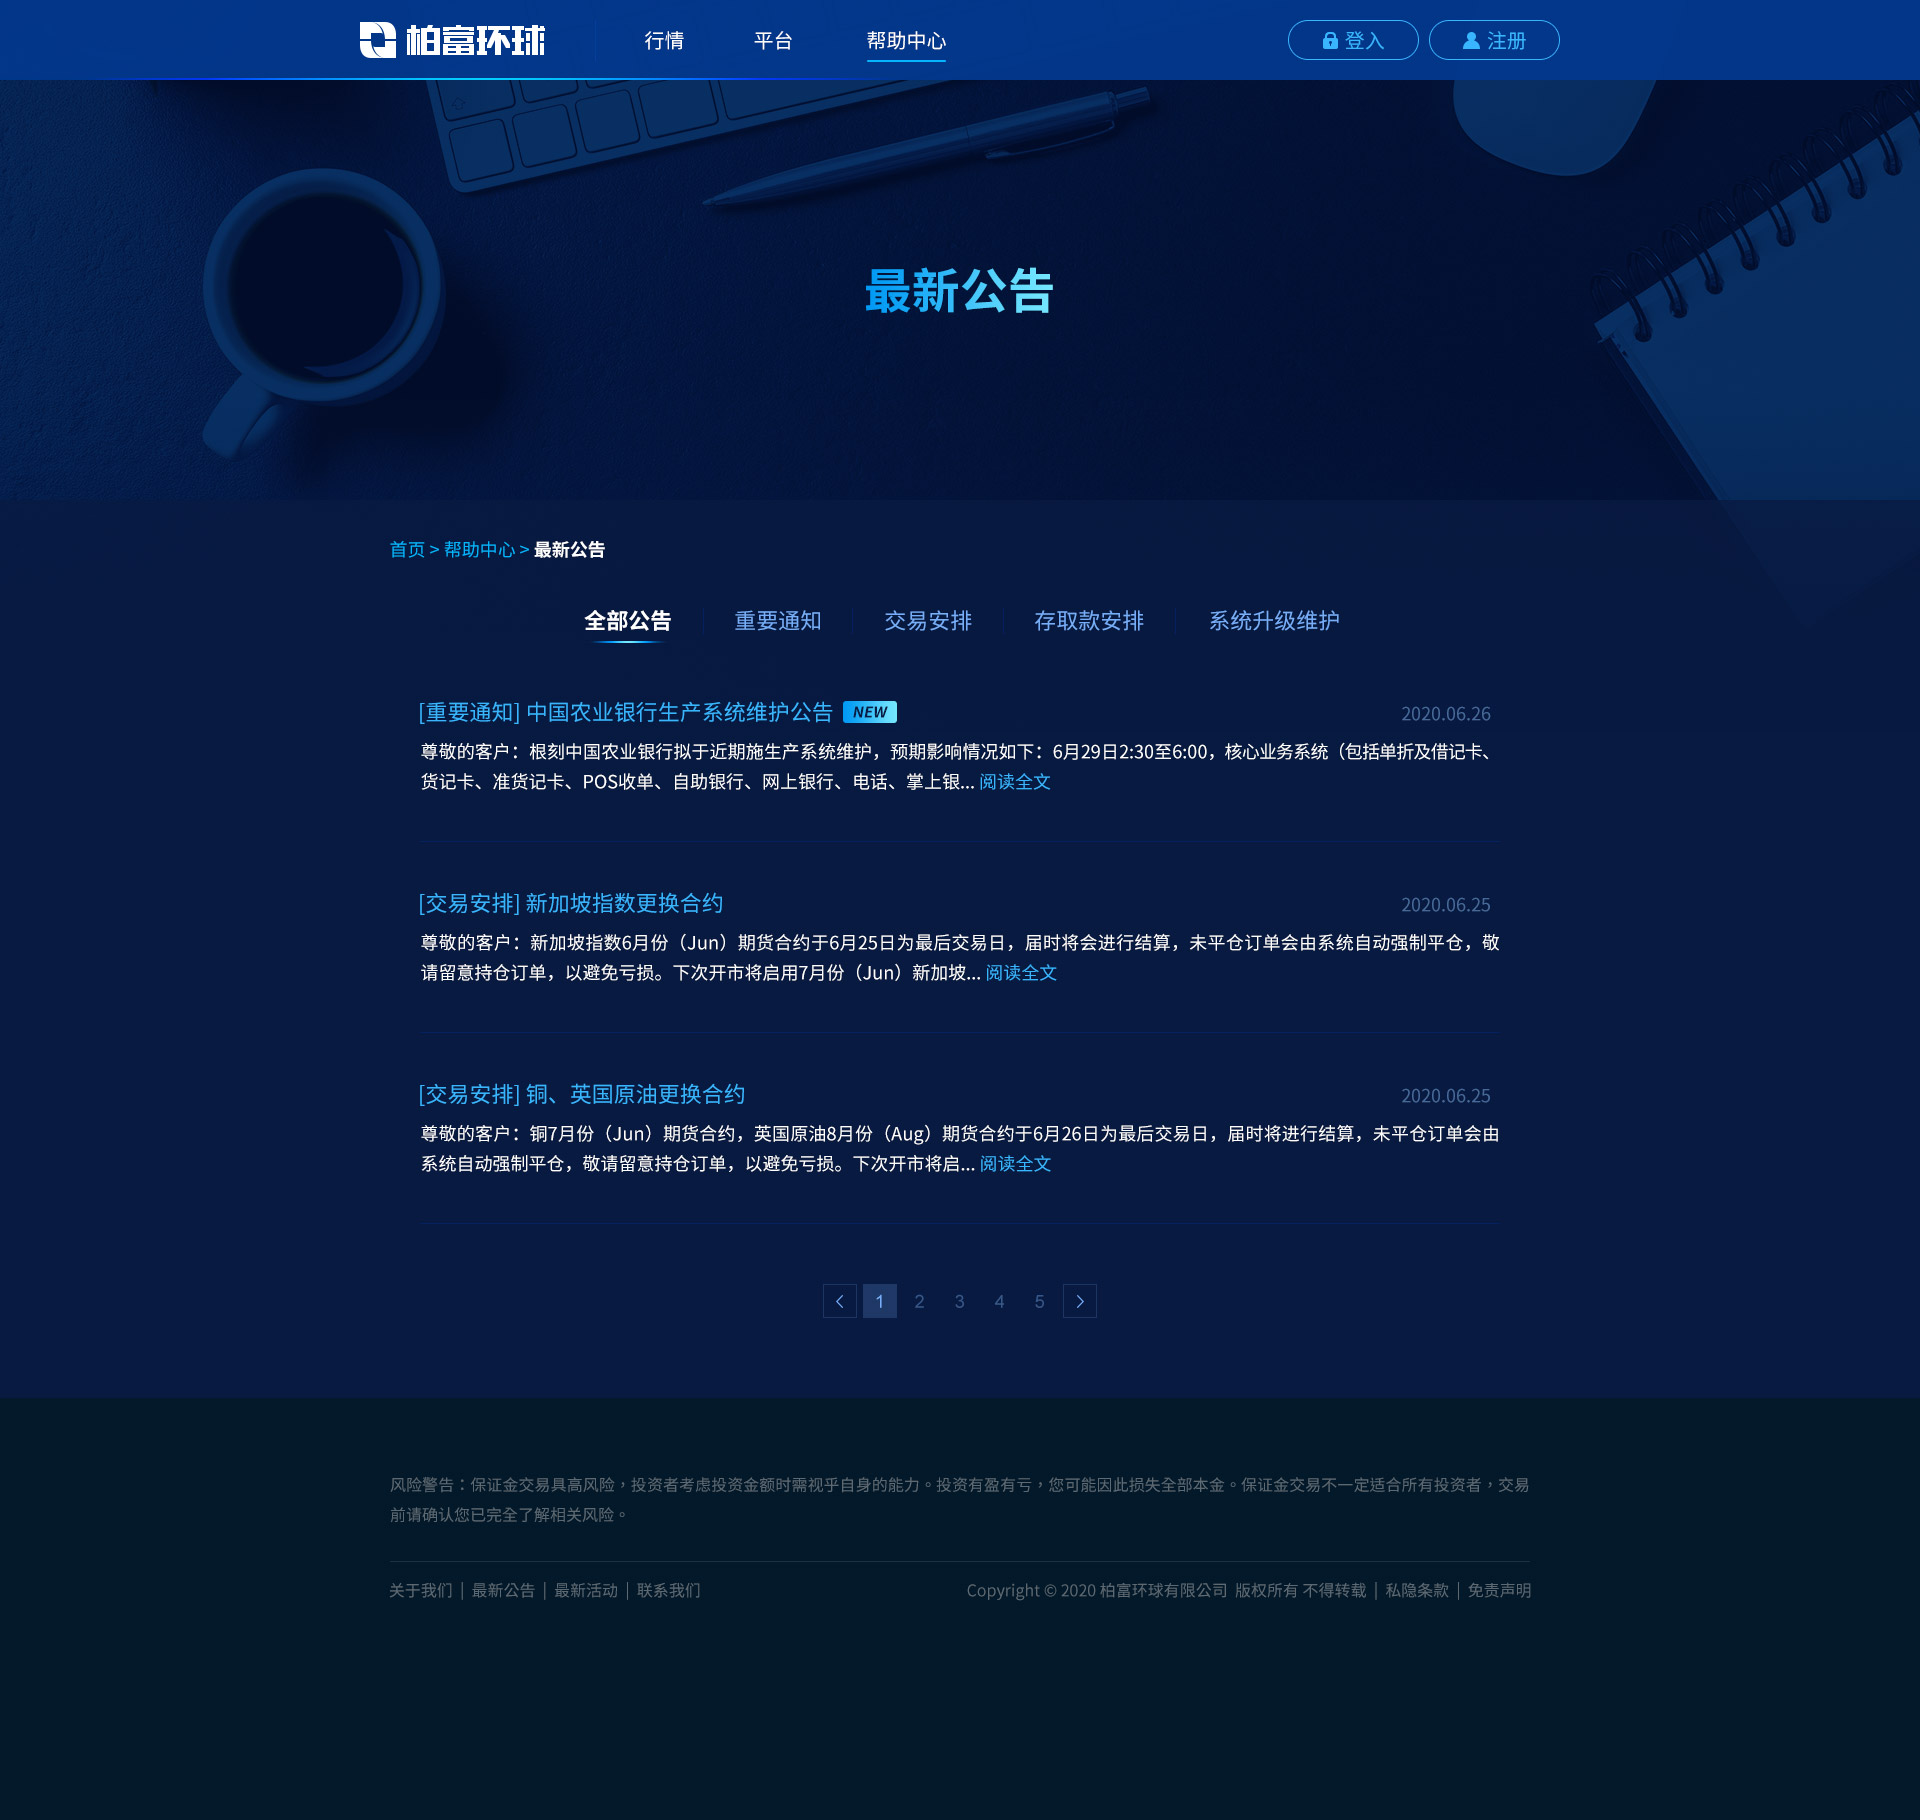 柏富环球
行情
平台
帮助中心
登入
注册
最新公告
首页 > 帮助中心 > 最新公告
全部公告
重要通知
交易安排
存取款安排
系统升级维护
[重要通知] 中国农业银行生产系统维护公告 NEW
2020.06.26
尊敬的客户：根刻中国农业银行拟于近期施生产系统维护，预期影响情况如下：6月29日2:30至6:00，核心业务系统（包括单折及借记卡、
货记卡、准货记卡、POS收单、自助银行、网上银行、电话、掌上银... 阅读全文
[交易安排] 新加坡指数更换合约
2020.06.25
尊敬的客户：新加坡指数6月份（Jun）期货合约于6月25日为最后交易日，届时将会进行结算，未平仓订单会由系统自动强制平仓，敬
请留意持仓订单，以避免亏损。下次开市将启用7月份（Jun）新加坡... 阅读全文
[交易安排] 铜、英国原油更换合约
2020.06.25
尊敬的客户：铜7月份（Jun）期货合约，英国原油8月份（Aug）期货合约于6月26日为最后交易日，届时将进行结算，未平仓订单会由
系统自动强制平仓，敬请留意持仓订单，以避免亏损。下次开市将启... 阅读全文
< 1 2 3 4 5 >
风险警告：保证金交易具高风险，投资者考虑投资金额时需视乎自身的能力。投资有盈有亏，您可能因此损失全部本金。保证金交易不一定适合所有投资者，交易
前请确认您已完全了解相关风险。
关于我们 | 最新公告 | 最新活动 | 联系我们
Copyright © 2020 柏富环球有限公司 版权所有 不得转载 | 私隐条款 | 免责声明